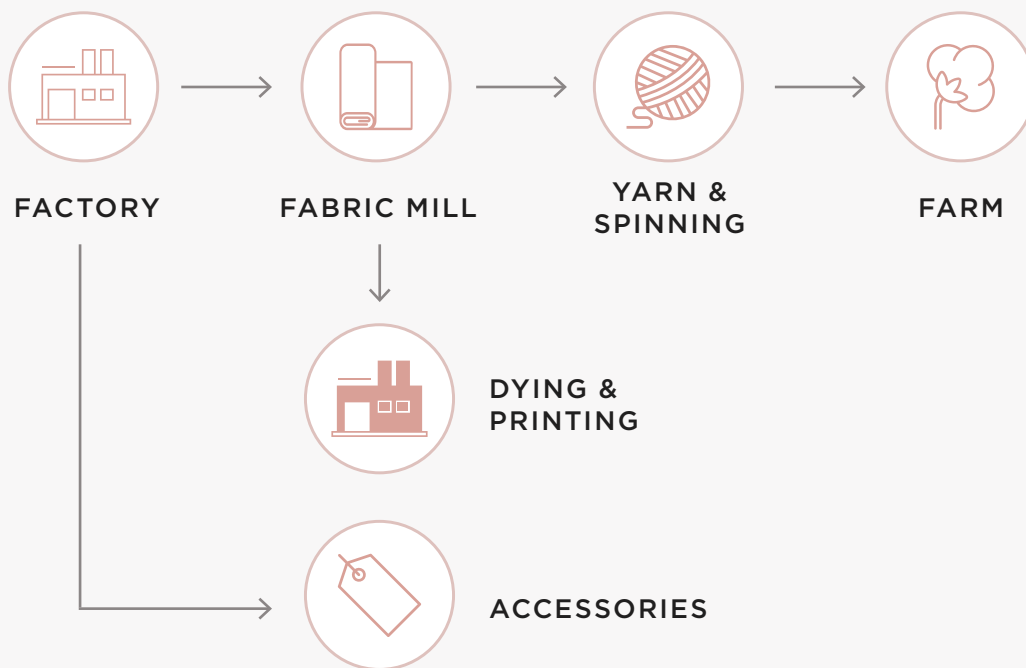 FACTORY
FABRIC MILL
YARN &
SPINNING
FARM
DYING &
PRINTING
ACCESSORIES